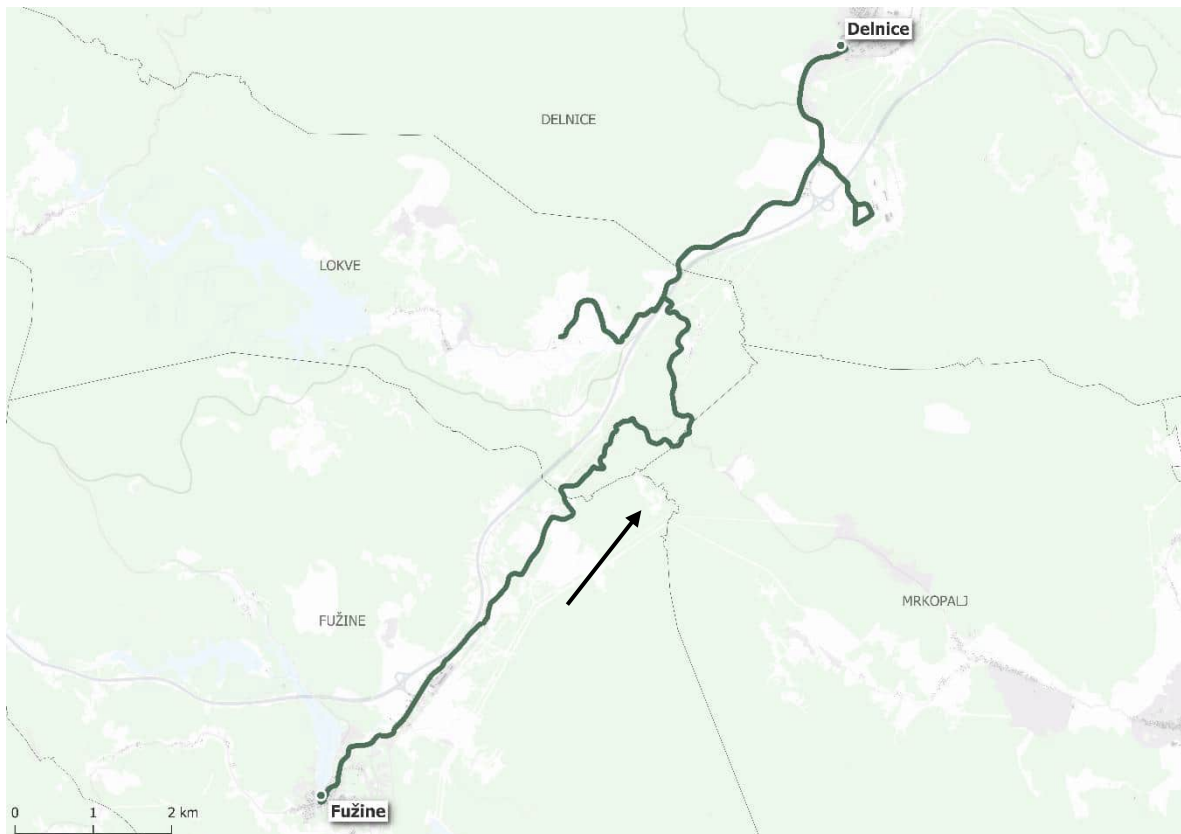 Delnice
DELNICE
LOKVE
MRKOPALJ
FUŽINE
Fužine
0 1 2 km